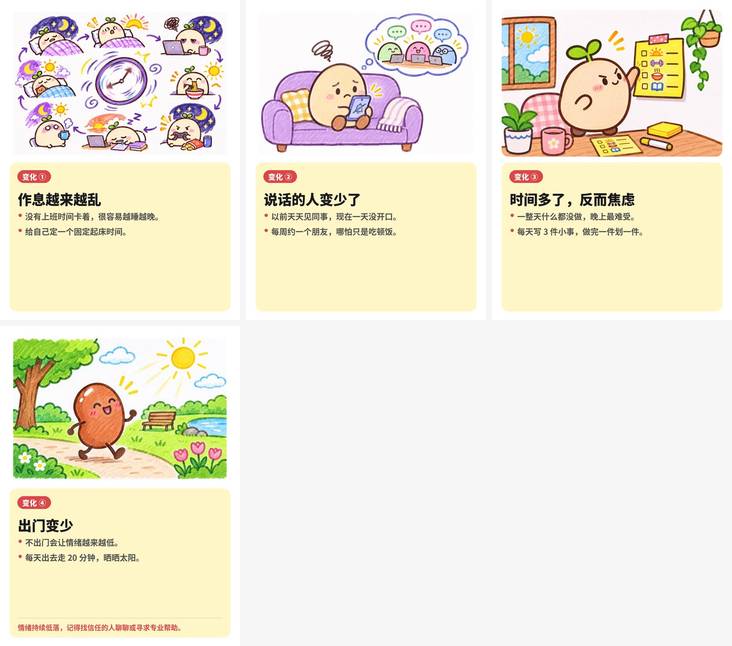 变化 ①
作息越来越乱
• 没有上班时间卡着，很容易越睡越晚。
• 给自己定一个固定起床时间。
变化 ②
说话的人变少了
• 以前天天见同事，现在一天没开口。
• 每周约一个朋友，哪怕只是吃顿饭。
变化 ③
时间多了，反而焦虑
• 一整天什么都没做，晚上最难受。
• 每天写 3 件小事，做完一件划一件。
变化 ④
出门变少
• 不出门会让情绪越来越低。
• 每天出去走 20 分钟，晒晒太阳。
情绪持续低落，记得找信任的人聊聊或寻求专业帮助。